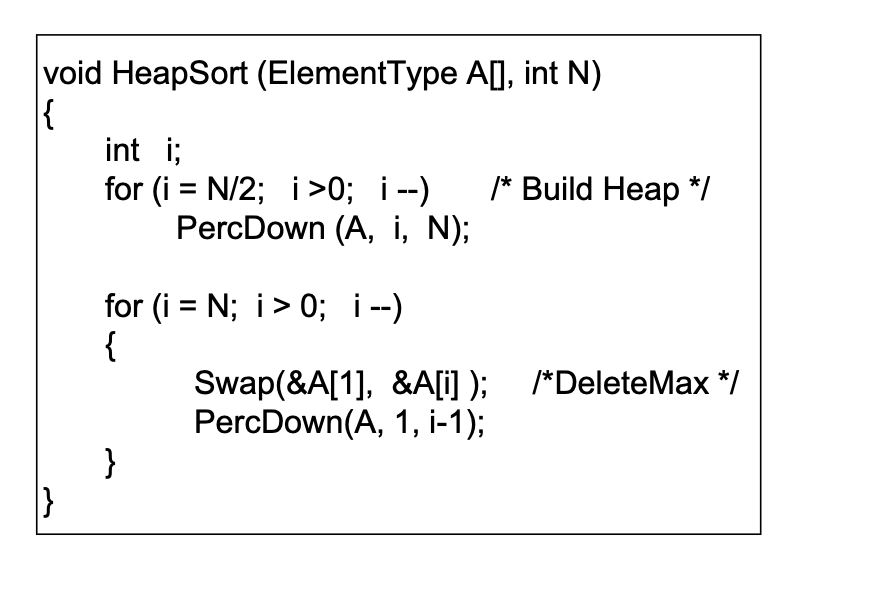 void HeapSort (ElementType A[], int N)
{
int i;
for (i = N/2; i >0; i --) /* Build Heap */
PercDown (A, i, N);
for (i = N; i > 0; i --)
{
Swap(&A[1], &A[i] ); /*DeleteMax */
PercDown(A, 1, i-1);
}
}